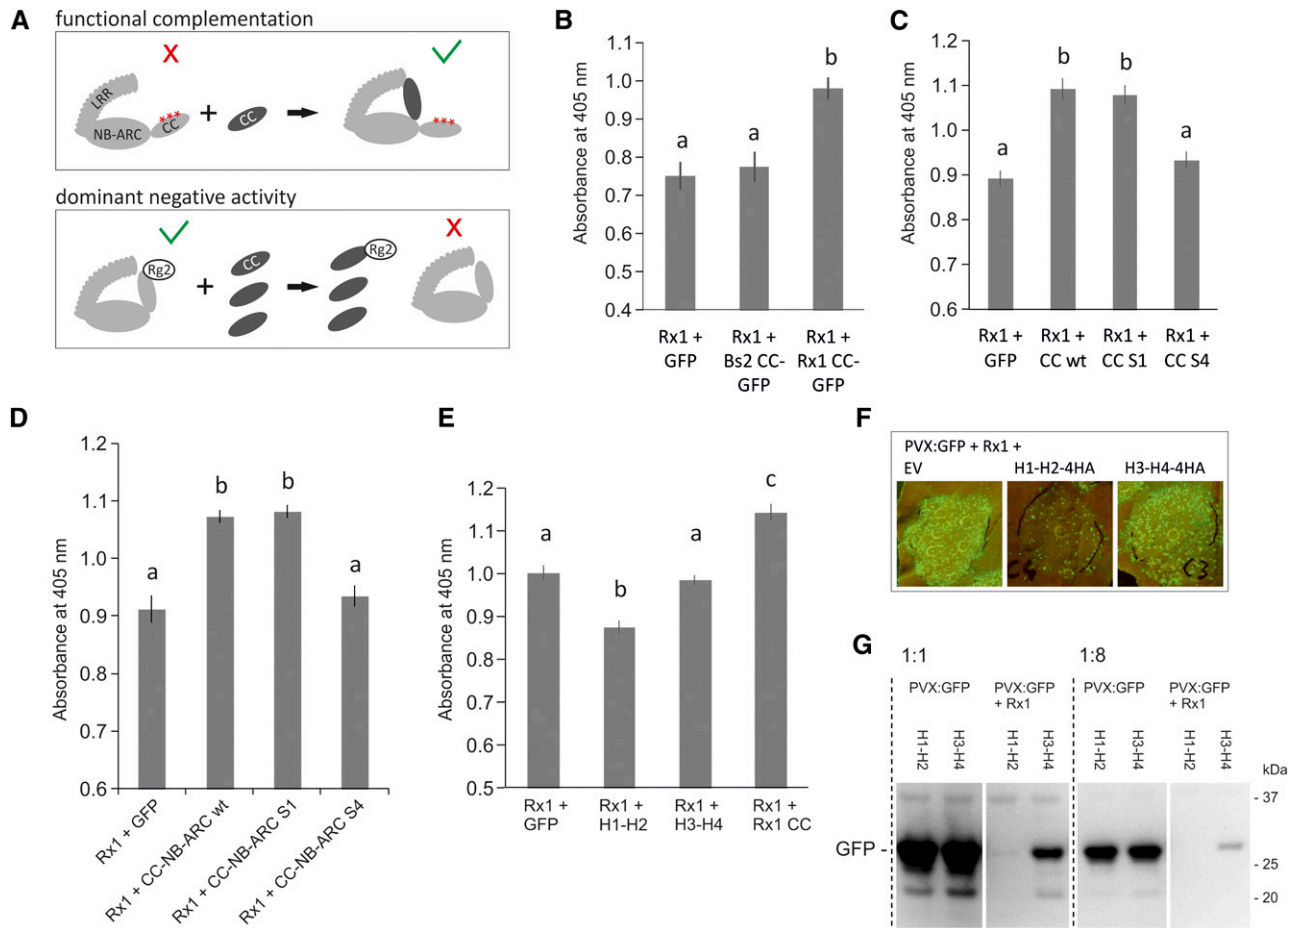 A
functional complementation
X
LRR
NB-ARC
***
CC
+
CC
***
dominant negative activity
X
Rg2
+
CC
Rg2
B
Absorbance at 405 nm
1.1
1.0
0.9
0.8
0.7
0.6
0.5
0.4
a
a
b
Rx1 +
GFP
Rx1 +
Bs2 CC-
GFP
Rx1 +
Rx1 CC-
GFP
C
Absorbance at 405 nm
1.2
1.1
1.0
0.9
0.8
0.7
0.6
a
b
b
a
Rx1 +
GFP
Rx1 +
CC wt
Rx1 +
CC S1
Rx1 +
CC S4
D
Absorbance at 405 nm
1.2
1.1
1.0
0.9
0.8
0.7
0.6
a
b
b
a
Rx1 + GFP
Rx1 + CC-NB-ARC wt
Rx1 + CC-NB-ARC S1
Rx1 + CC-NB-ARC S4
E
Absorbance at 405 nm
1.2
1.1
1.0
0.9
0.8
0.7
0.6
0.5
a
b
a
c
Rx1 +
GFP
Rx1 +
H1-H2
Rx1 +
H3-H4
Rx1 +
Rx1 CC
F
PVX:GFP + Rx1 +
EV
H1-H2-4HA
H3-H4-4HA
C3
G
1:1
1:8
PVX:GFP
PVX:GFP
+ Rx1
PVX:GFP
PVX:GFP
+ Rx1
H1-H2
H3-H4
H1-H2
H3-H4
H1-H2
H3-H4
H1-H2
H3-H4
kDa
- 37
GFP -
- 25
- 20